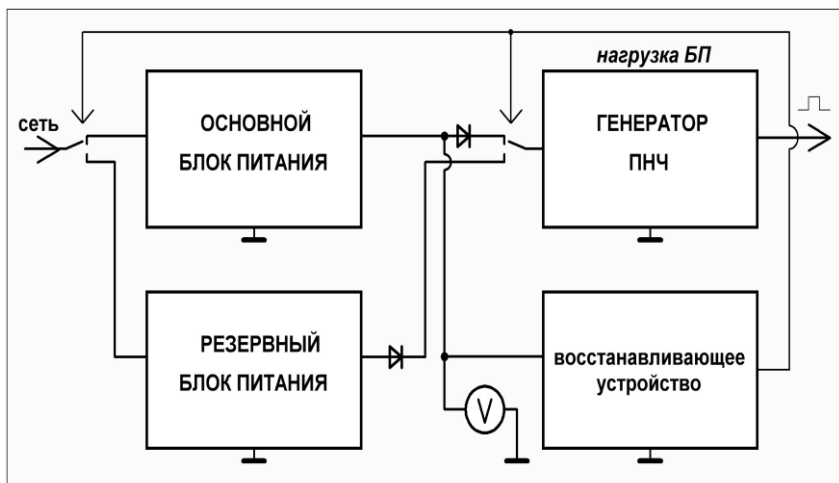 нагрузка БП
сеть
ОСНОВНОЙ
БЛОК ПИТАНИЯ
ГЕНЕРАТОР
ПНЧ
РЕЗЕРВНЫЙ
БЛОК ПИТАНИЯ
V
восстанавливающее
устройство